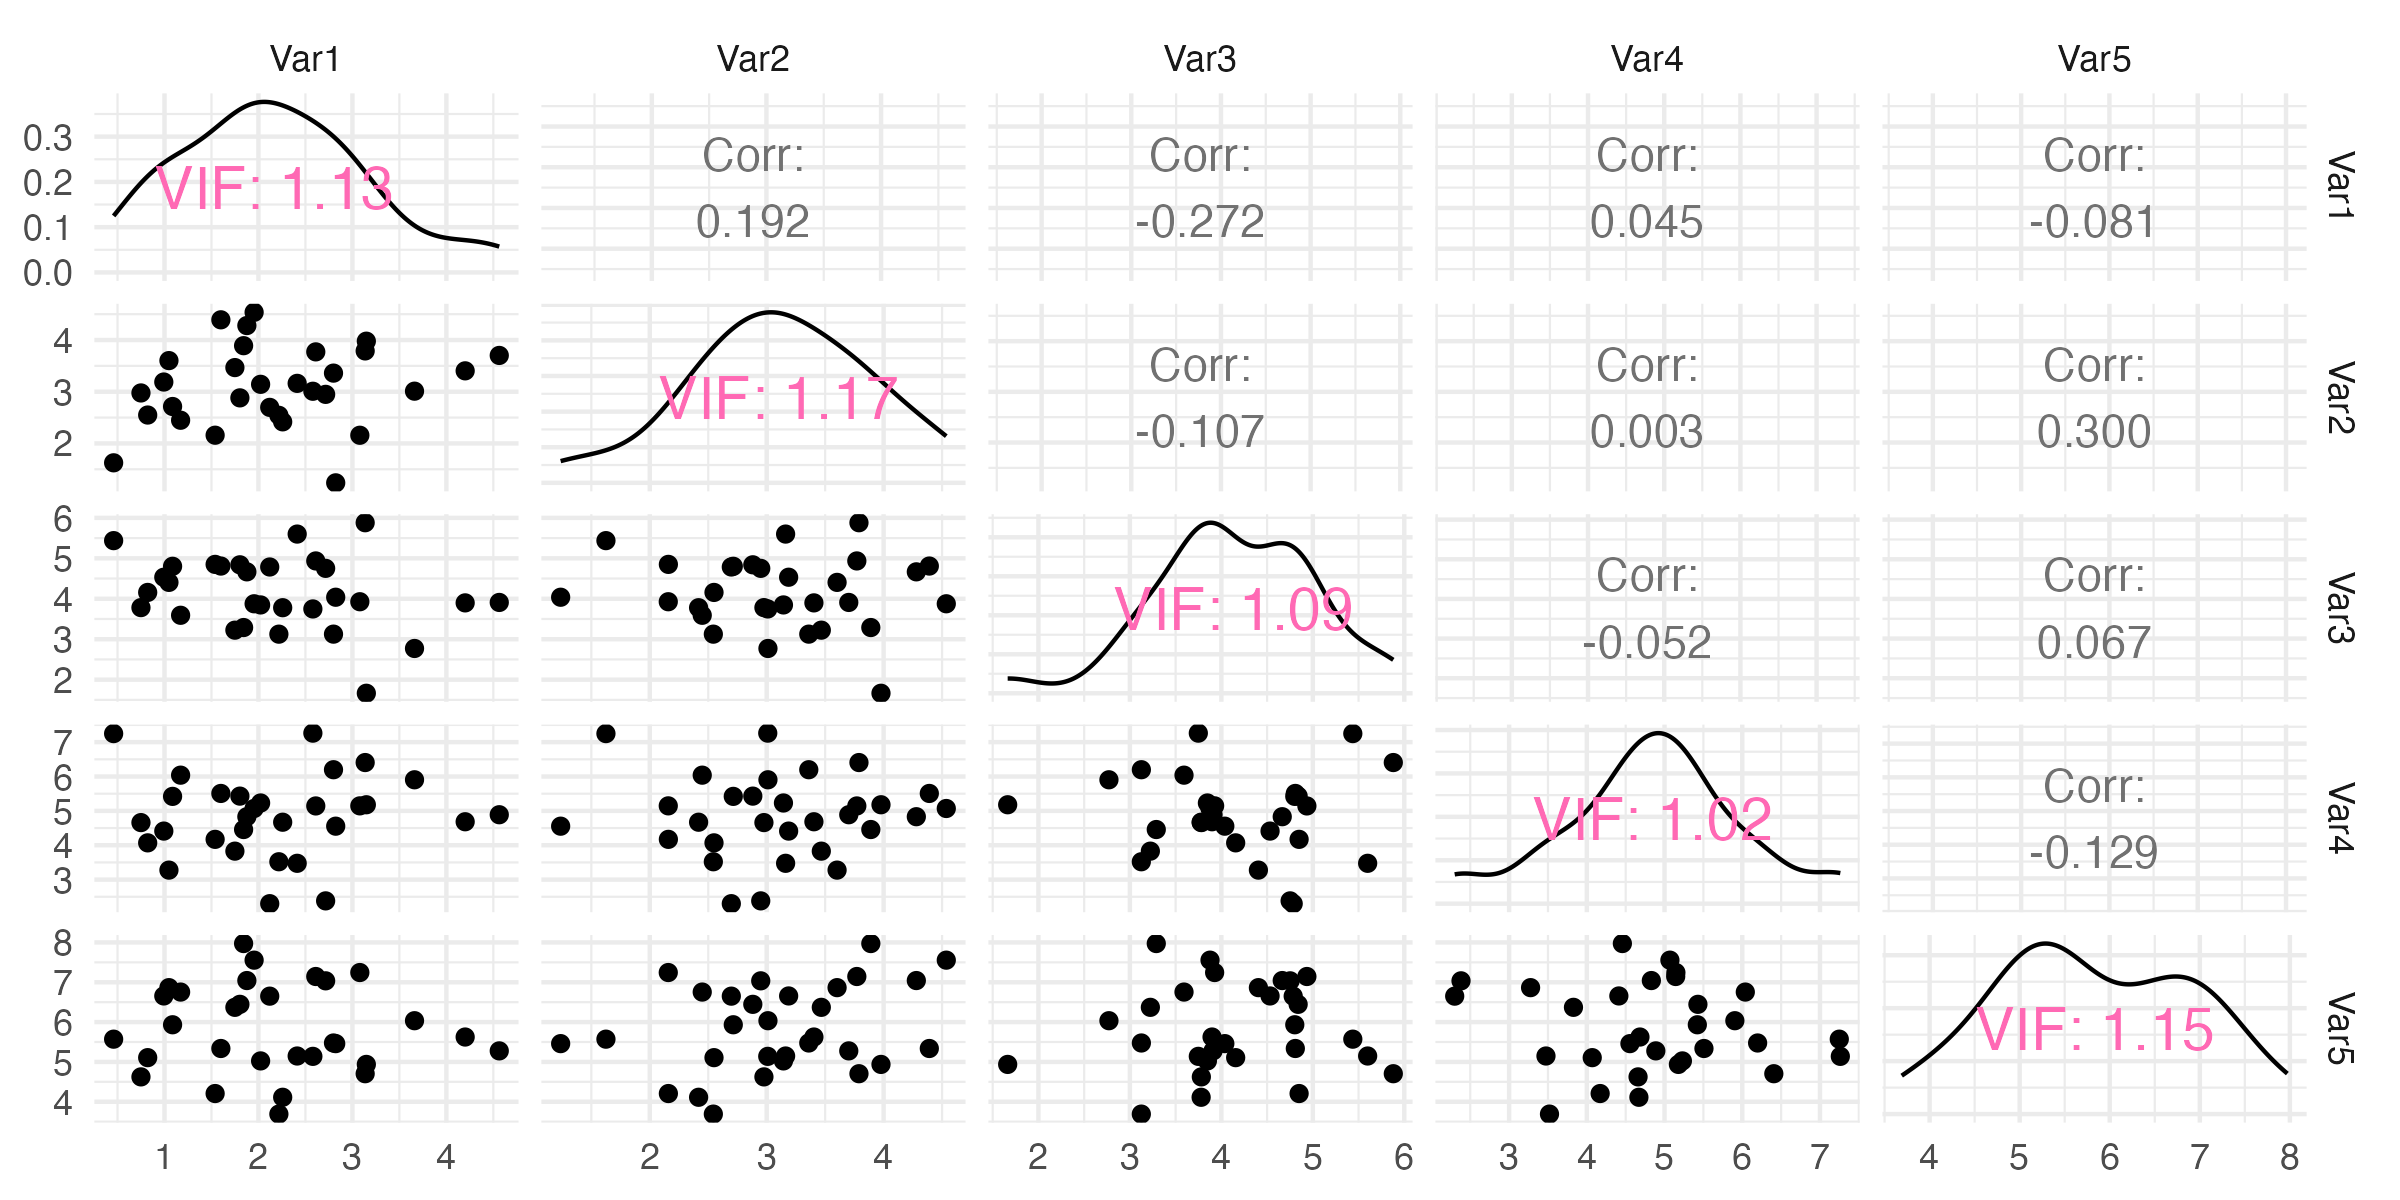 Var1 Var2 Var3 Var4 Var5
0.3
0.2
0.1
0.0
VIF: 1.13
Corr:
0.192
Corr:
-0.272
Corr:
0.045
Corr:
-0.081
Var1
4
3
2
VIF: 1.17
Corr:
-0.107
Corr:
0.003
Corr:
0.300
Var2
6
5
4
3
2
VIF: 1.09
Corr:
-0.052
Corr:
0.067
Var3
7
6
5
4
3
VIF: 1.02
Corr:
-0.129
Var4
8
7
6
5
4
VIF: 1.15
Var5
1 2 3 4 2 3 4 2 3 4 5 6 3 4 5 6 7 4 5 6 7 8